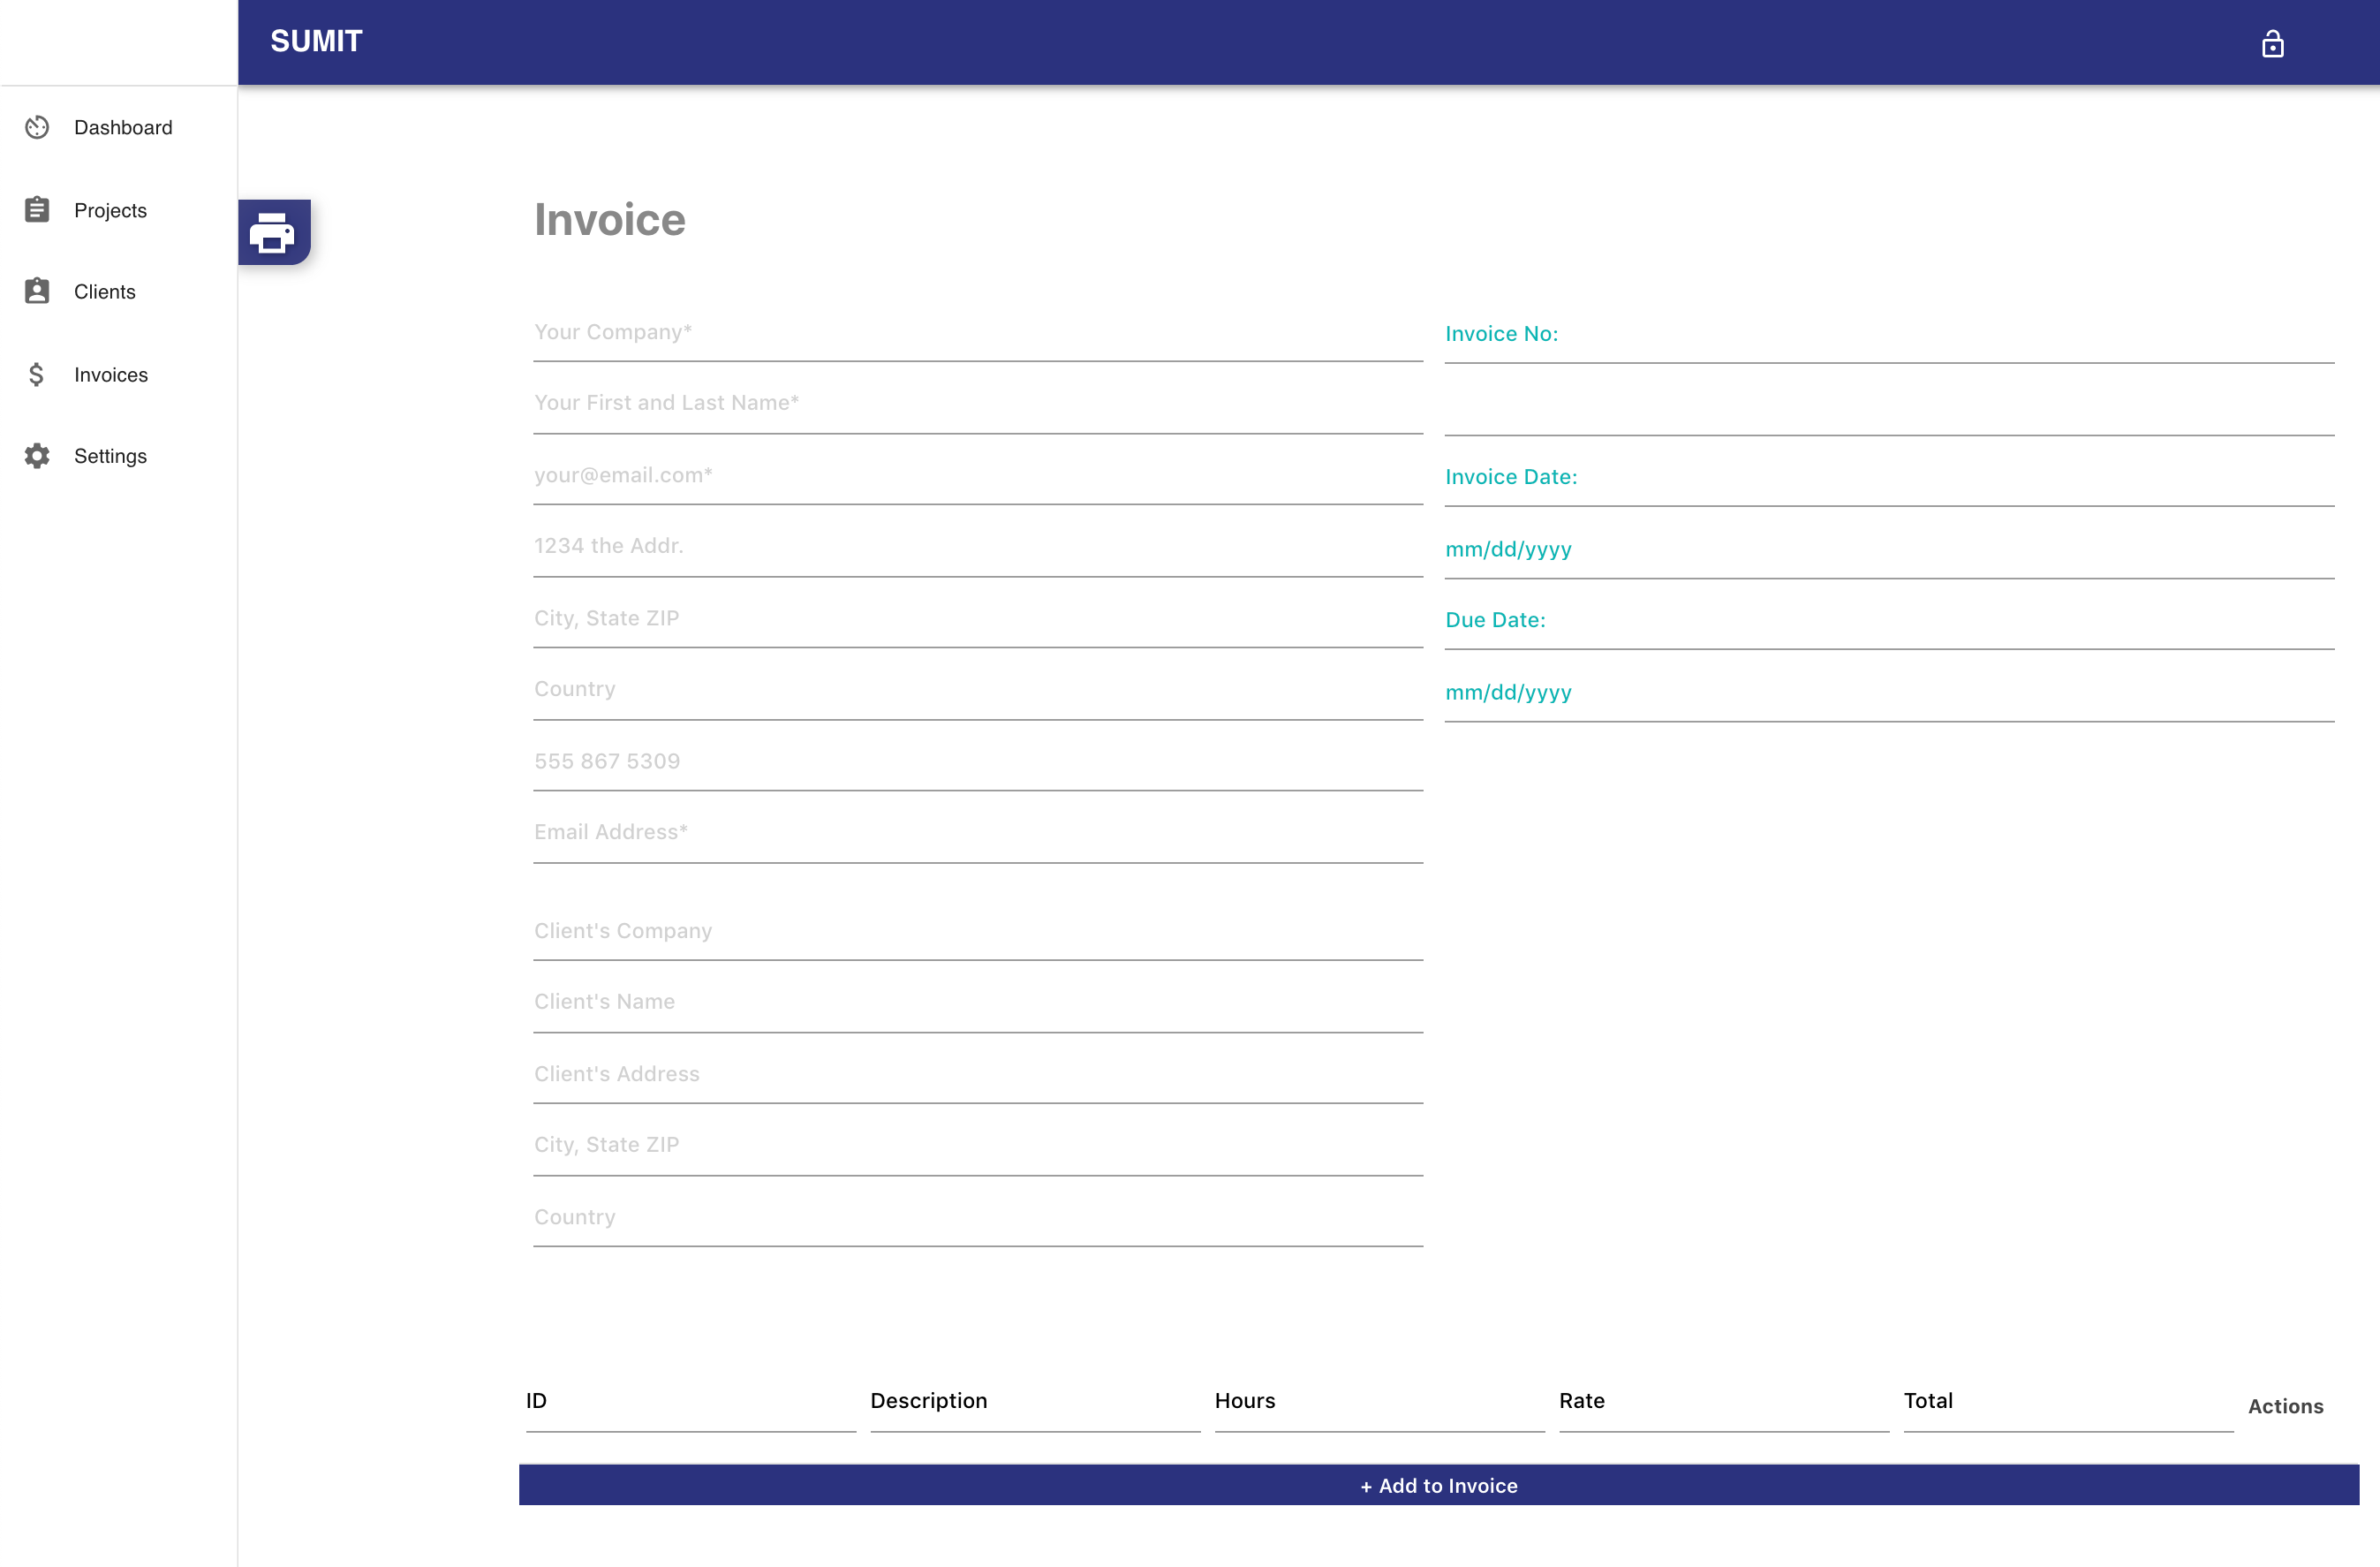 SUMIT
Dashboard
Projects
Clients
Invoices
Settings
Invoice
Your Company*
Your First and Last Name*
your@email.com*
1234 the Addr.
City, State ZIP
Country
555 867 5309
Email Address*
Client's Company
Client's Name
Client's Address
City, State ZIP
Country
Invoice No:
Invoice Date:
mm/dd/yyyy
Due Date:
mm/dd/yyyy
ID Description Hours Rate Total Actions
+ Add to Invoice